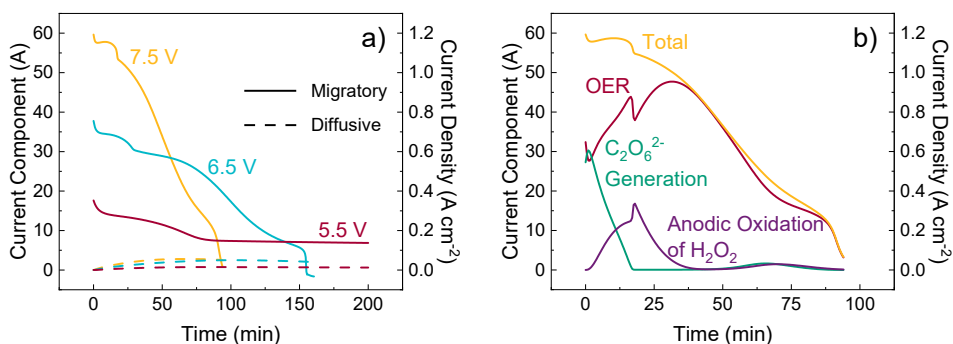 a)
7.5 V
6.5 V
5.5 V
Migratory
Diffusive
Current Component (A)
60
50
40
30
20
10
0
Current Density (A cm⁻²)
1.2
1.0
0.8
0.6
0.4
0.2
0.0
0 50 100 150 200
Time (min)
b)
Total
OER
C₂O₆²⁻
Generation
Anodic Oxidation
of H₂O₂
Current Component (A)
60
50
40
30
20
10
0
Current Density (A cm⁻²)
1.2
1.0
0.8
0.6
0.4
0.2
0.0
0 25 50 75 100
Time (min)